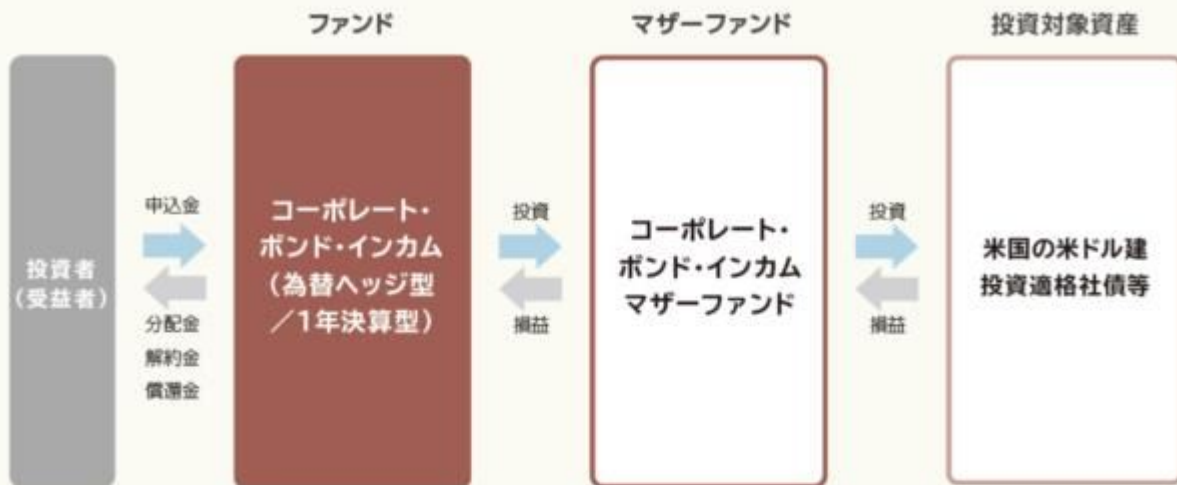 ファンド
マザーファンド
投資対象資産
投資者
(受益者)
申込金
分配金
解約金
償還金
コーポレート・
ボンド・インカム
(為替ヘッジ型
/1年決算型)
投資
損益
コーポレート・
ボンド・インカム
マザーファンド
投資
損益
米国の米ドル建
投資適格社債等